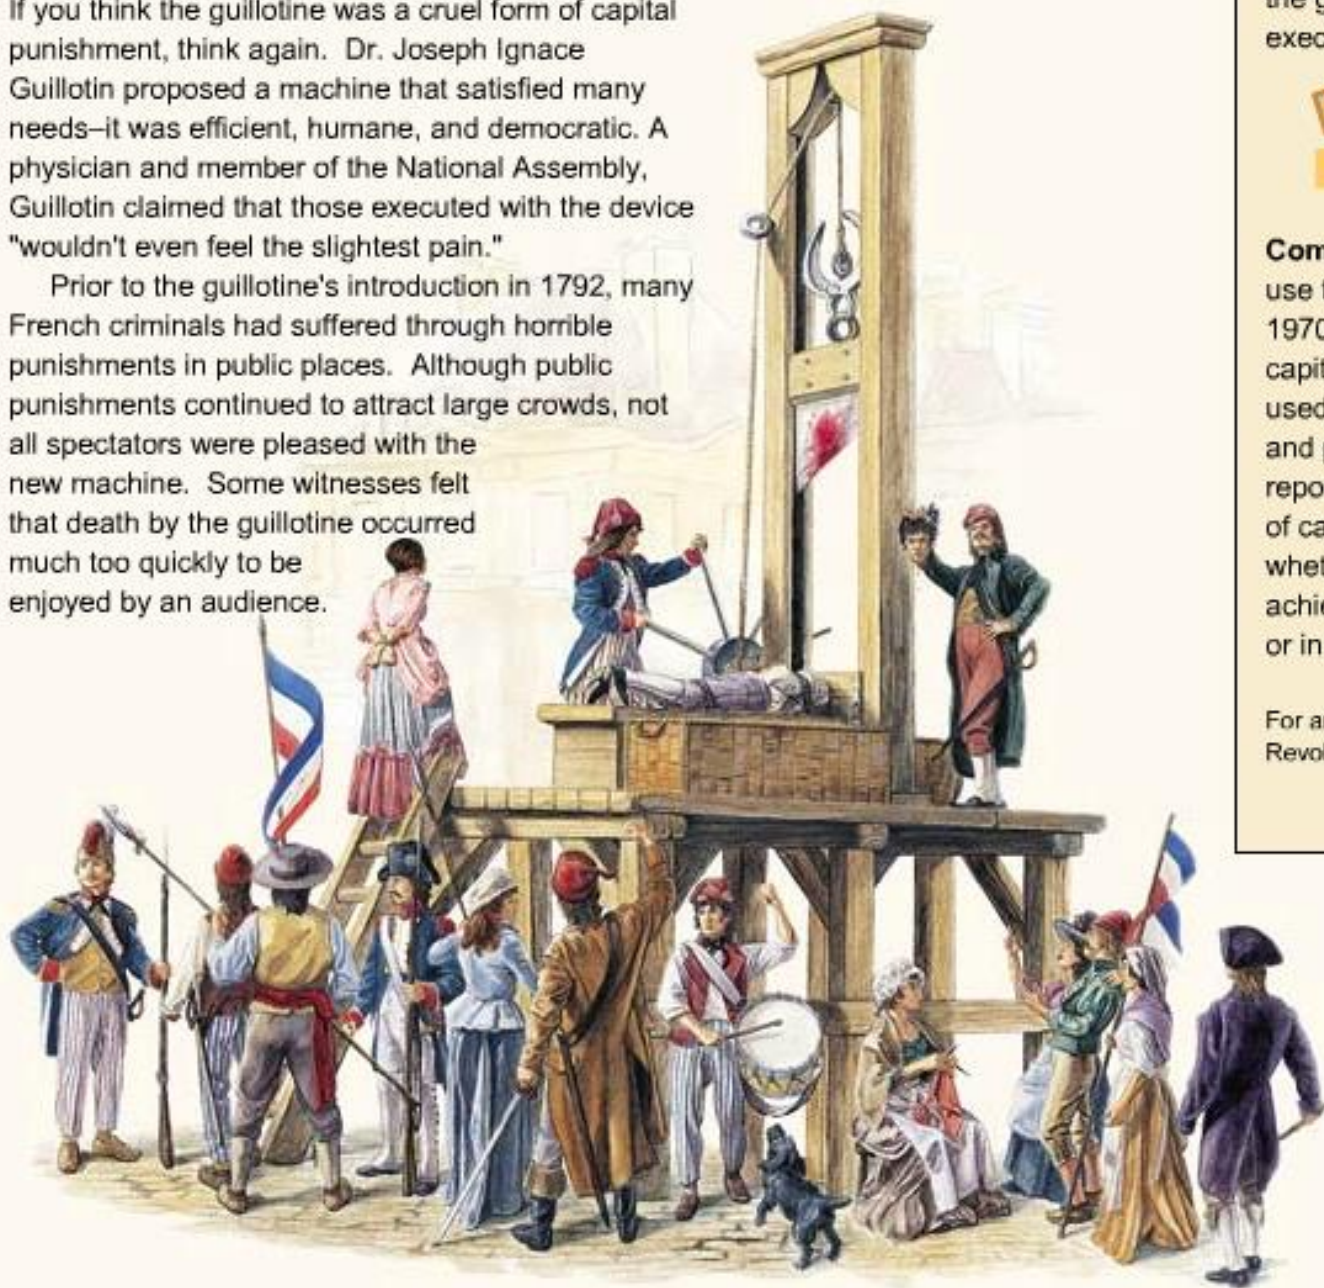 If you think the guillotine was a cruel form of capital
punishment, think again. Dr. Joseph Ignace
Guillotin proposed a machine that satisfied many
needs–it was efficient, humane, and democratic. A
physician and member of the National Assembly,
Guillotin claimed that those executed with the device
"wouldn't even feel the slightest pain."
Prior to the guillotine's introduction in 1792, many
French criminals had suffered through horrible
punishments in public places. Although public
punishments continued to attract large crowds, not
all spectators were pleased with the
new machine. Some witnesses felt
that death by the guillotine occurred
much too quickly to be
enjoyed by an audience.
the g
exec
Com
use
1970
capit
used
and
repo
of ca
whet
achie
or in
For a
Revol